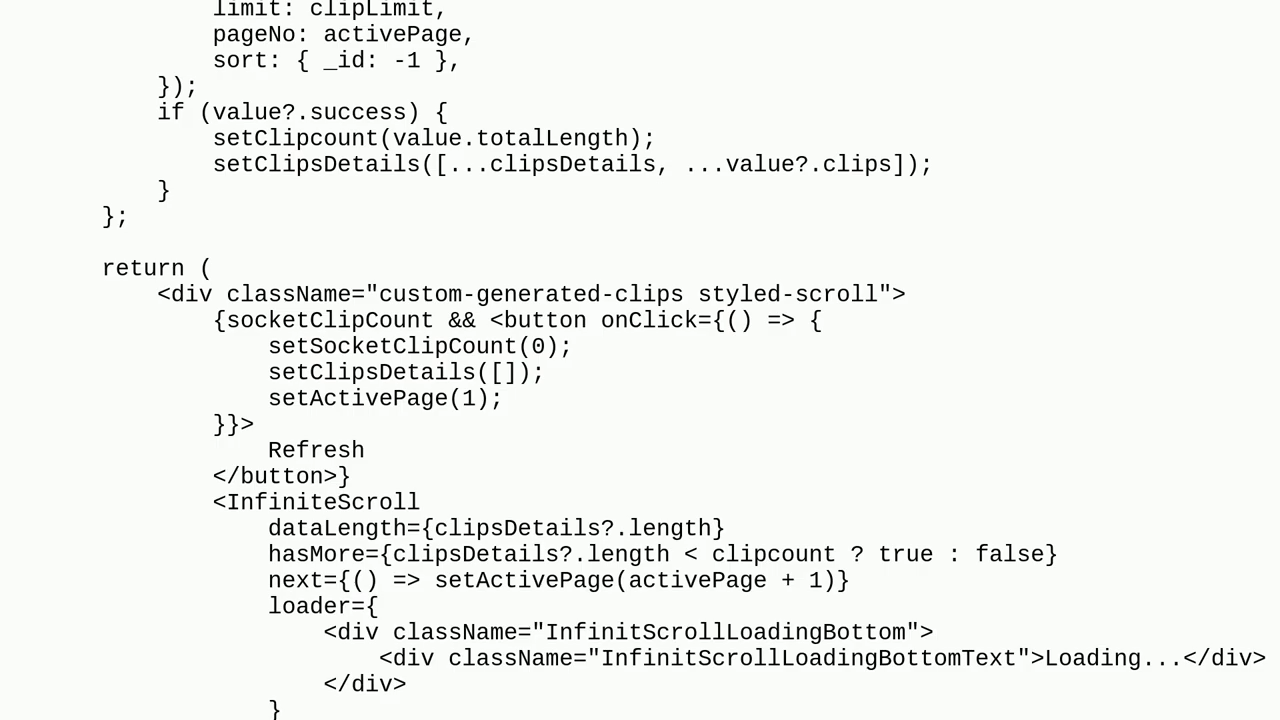 limit: clipLimit,
pageNo: activePage,
sort: { _id: -1 },
});
if (value?.success) {
setClipcount(value.totalLength);
setClipsDetails([...clipsDetails, ...value?.clips]);
}
};
return (
<div className="custom-generated-clips styled-scroll">
{socketClipCount && <button onClick={() => {
setSocketClipCount(0);
setClipsDetails([]);
setActivePage(1);
}}>
Refresh
</button>}
<InfiniteScroll
dataLength={clipsDetails?.length}
hasMore={clipsDetails?.length < clipcount ? true : false}
next={() => setActivePage(activePage + 1)}
loader={
<div className="InfinitScrollLoadingBottom">
<div className="InfinitScrollLoadingBottomText">Loading...</div>
</div>
}